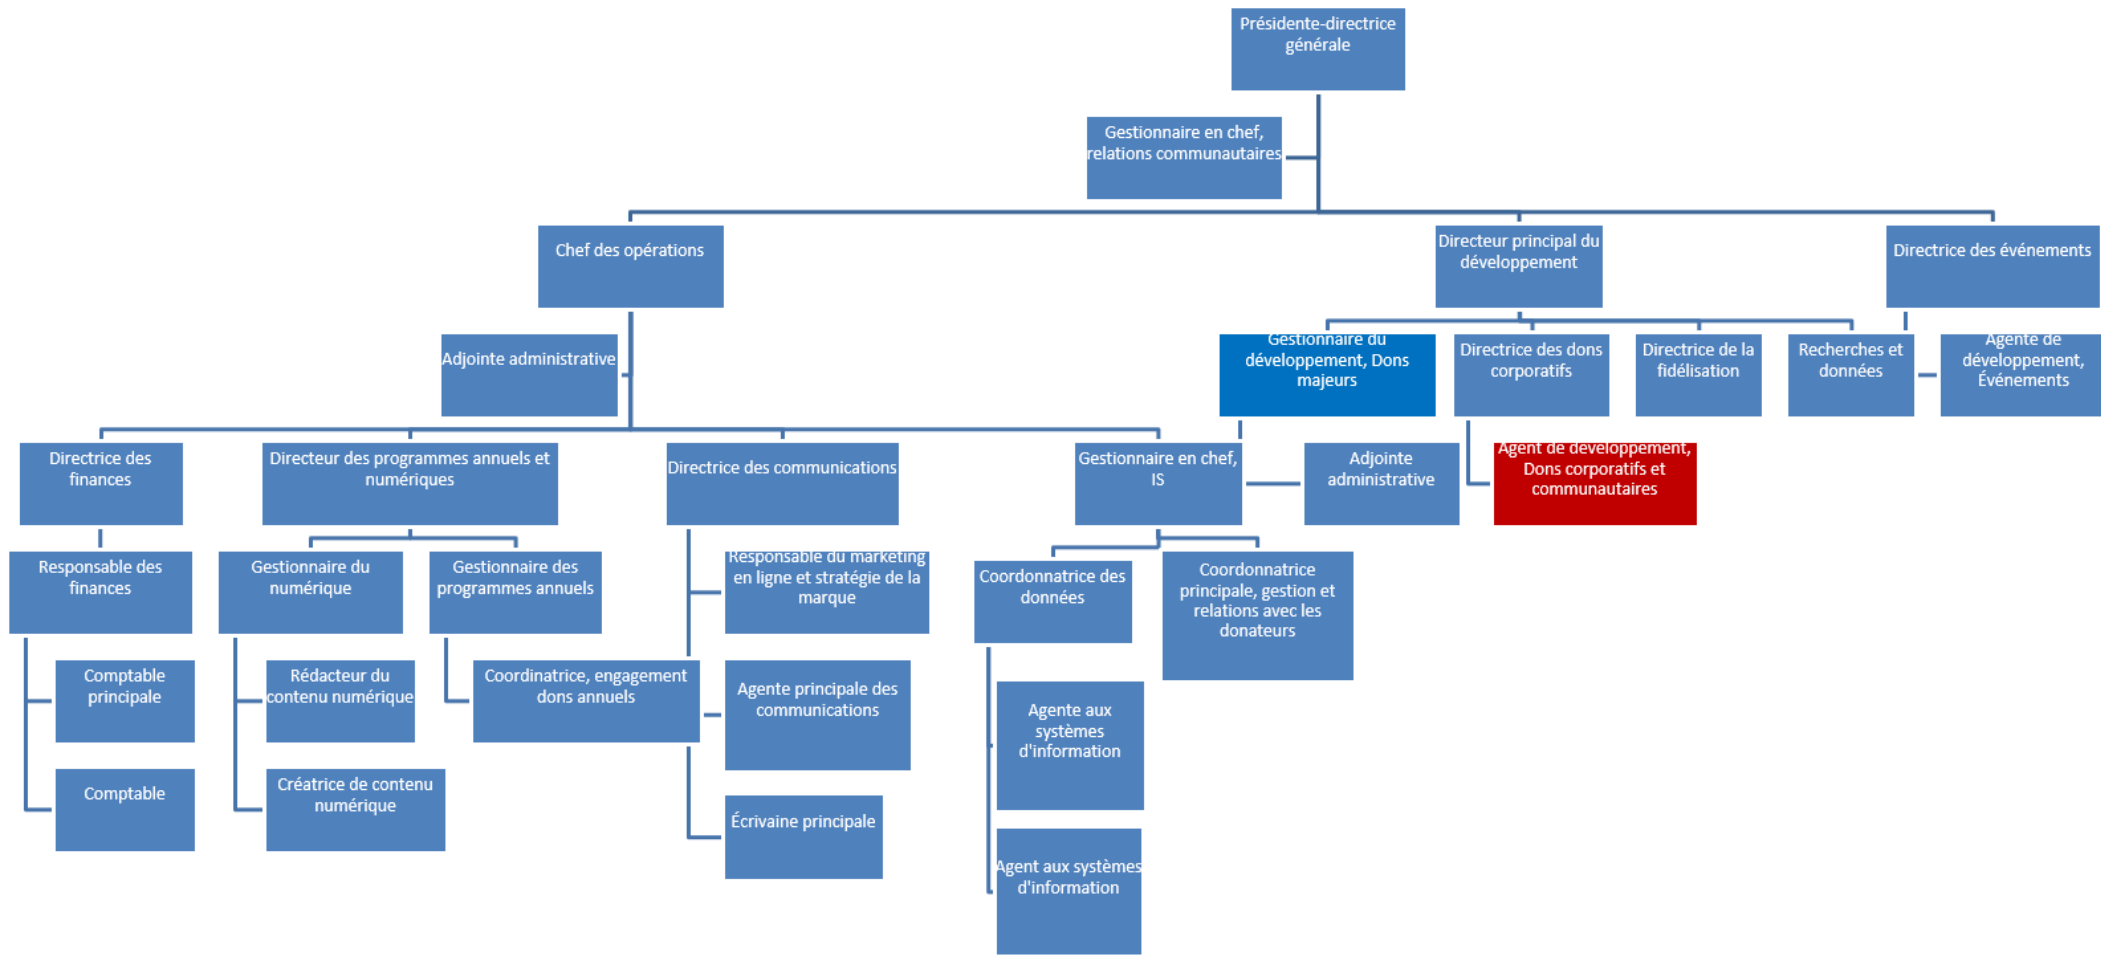 Présidente-directrice
générale
Gestionnaire en chef,
relations communautaires
Chef des opérations
Directeur principal du
développement
Directrice des événements
Adjointe administrative
Gestionnaire du
développement, Dons
majeurs
Directrice des dons
corporatifs
Directrice de la
fidélisation
Recherches et
données
Agente de
développement,
Événements
Directrice des
finances
Directeur des programmes annuels et
numériques
Directrice des communications
Gestionnaire en chef,
IS
Adjointe
administrative
Agent de développement,
Dons corporatifs et
communautaires
Responsable des
finances
Gestionnaire du
numérique
Gestionnaire des
programmes annuels
Responsable du marketing
en ligne et stratégie de la
marque
Coordonnatrice des
données
Coordonnatrice
principale, gestion et
relations avec les
donateurs
Comptable
principale
Rédacteur du
contenu numérique
Coordinatrice, engagement
dons annuels
Agente principale des
communications
Agente aux
systèmes
d'information
Comptable
Créatrice de contenu
numérique
Écrivaine principale
Agent aux systèmes
d'information